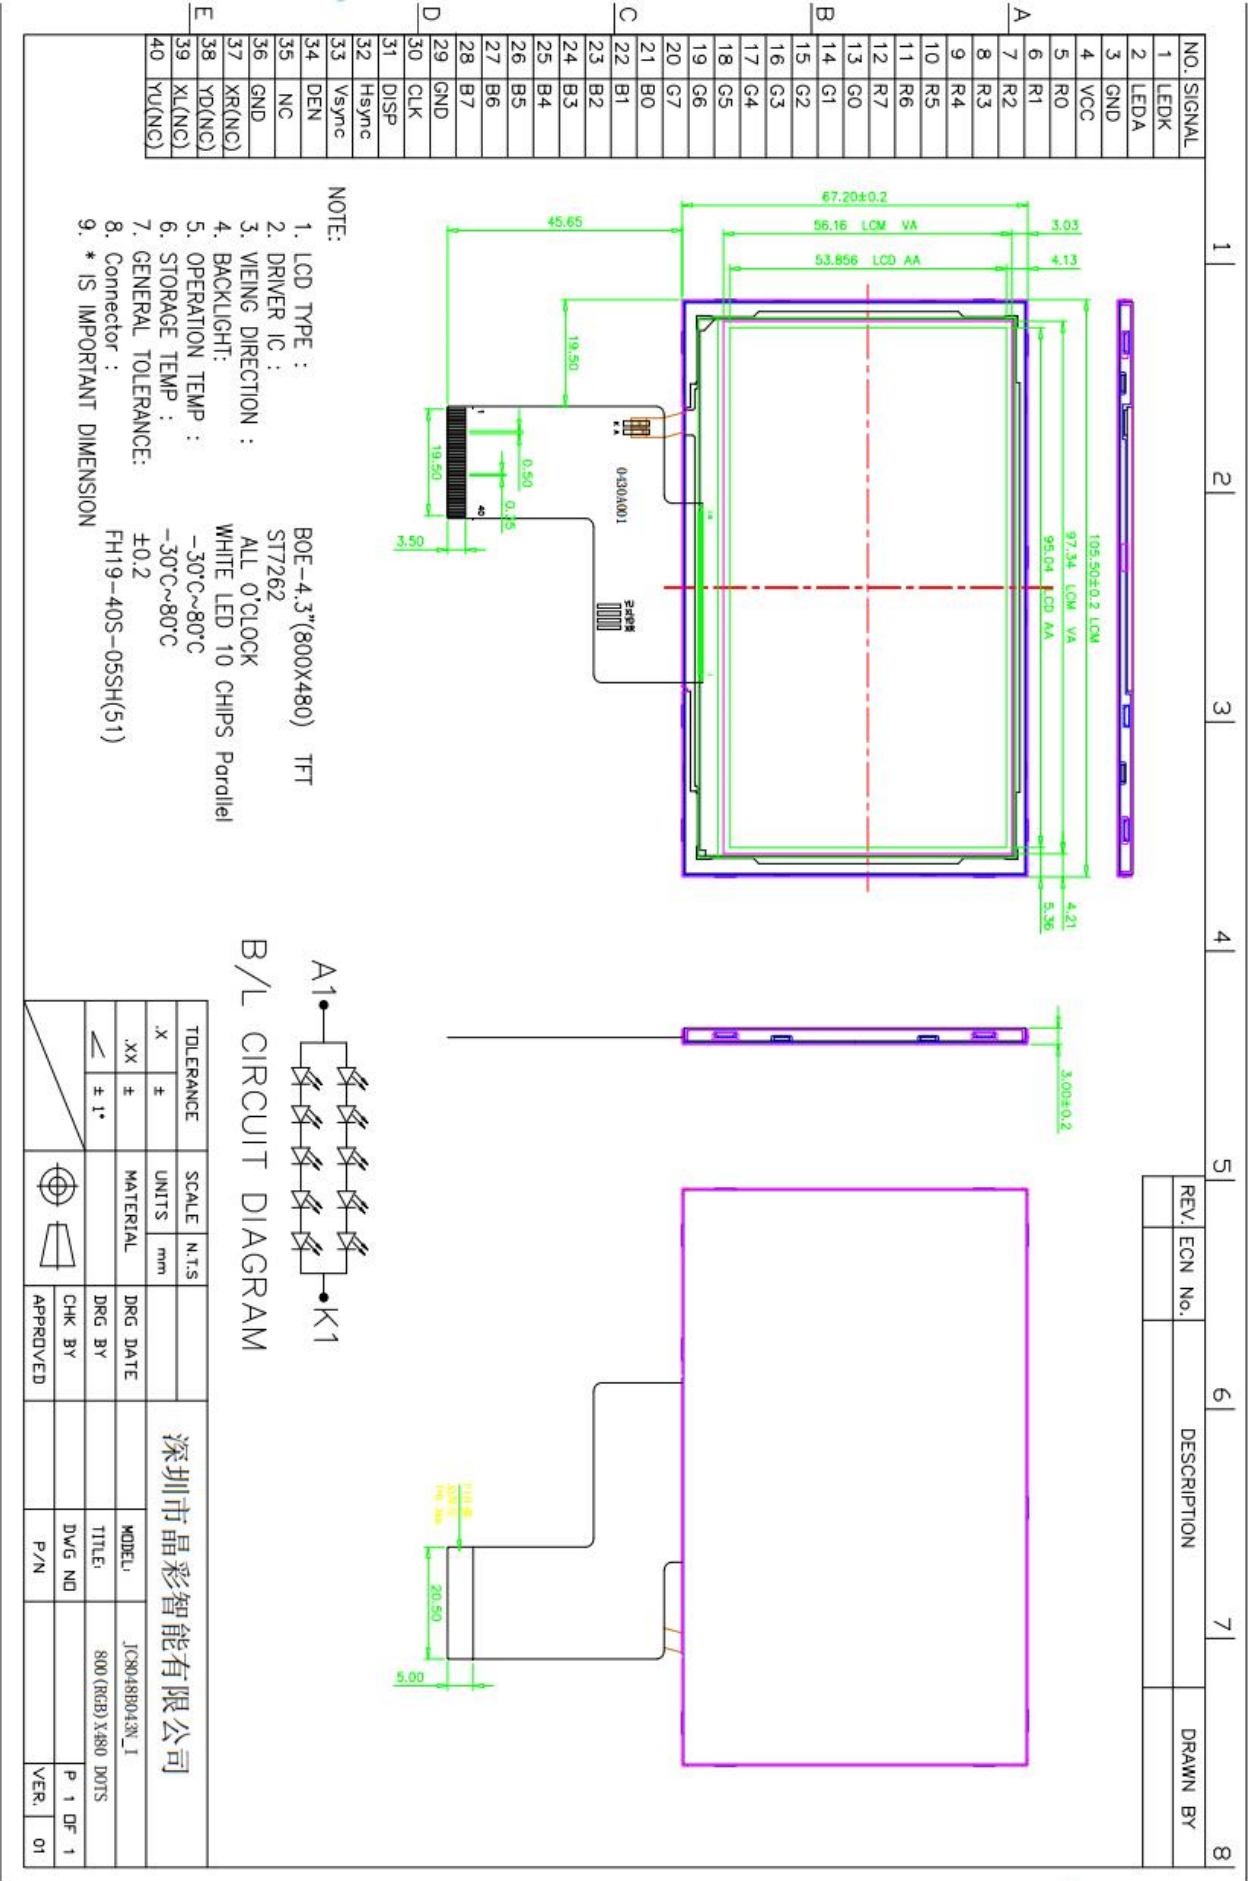 1 2 3 4 5 6 7 8
A
B
C
D
E
NO. SIGNAL
1 LEDK
2 LEDA
3 GND
4 VCC
5 R0
6 R1
7 R2
8 R3
9 R4
10 R5
11 R6
12 R7
13 G0
14 G1
15 G2
16 G3
17 G4
18 G5
19 G6
20 G7
21 B0
22 B1
23 B2
24 B3
25 B4
26 B5
27 B6
28 B7
29 GND
30 CLK
31 DISP
32 Hsync
33 Vsync
34 DEN
35 NC
36 GND
37 XR(NC)
38 YD(NC)
39 XL(NC)
40 YU(NC)
REV. ECN No. DESCRIPTION DRAWN BY
105.50±0.2 LCM
97.34 LCM VA
95.04 LCD AA
4.21
5.36
3.03
4.13
67.20±0.2
56.16 LCM VA
53.856 LCD AA
45.65
19.50
0430A001
K A
1
40
0.50
0.35
19.50
3.50
3.00±0.2
20.50
5.00
NOTE:
1. LCD TYPE : BOE-4.3"(800X480) TFT
2. DRIVER IC : ST7262
3. VIEING DIRECTION : ALL O'CLOCK
4. BACKLIGHT: WHITE LED 10 CHIPS Parallel
5. OPERATION TEMP : -30°C~80°C
6. STORAGE TEMP : -30°C~80°C
7. GENERAL TOLERANCE: ±0.2
8. Connector : FH19-40S-05SH(51)
9. * IS IMPORTANT DIMENSION
A1 K1
B/L CIRCUIT DIAGRAM
TOLERANCE SCALE N.T.S
.X ± UNITS mm
.XX ± MATERIAL DRG DATE
± 1° DRG BY
CHK BY
APPROVED
深圳市晶彩智能有限公司
MODEL: JC8048B043N_I
TITLE: 800(RGB)X480 DOTS
DWG NO P 1 OF 1
P/N VER. 01